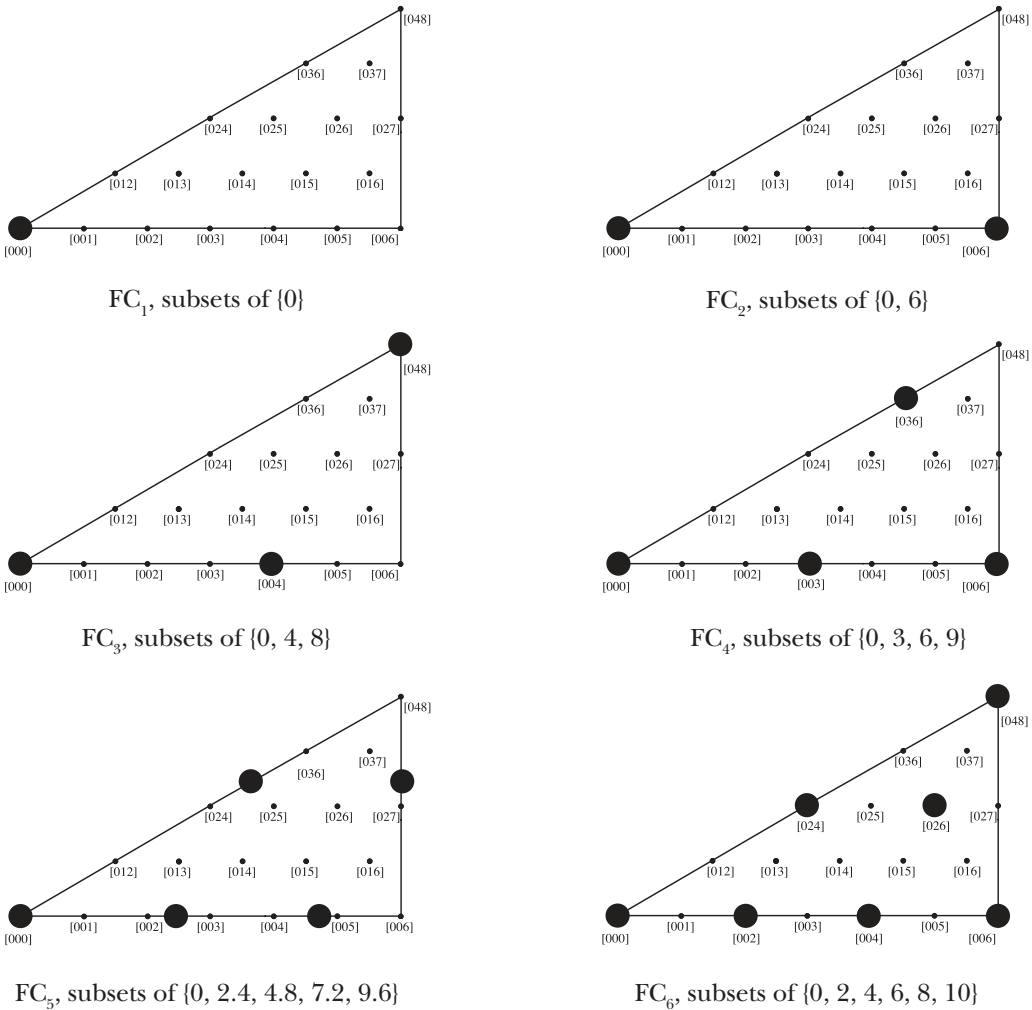 [048] [048]
[036] [037] [036] [037]
[024] [025] [026] [027] [024] [025] [026] [027]
[012] [013] [014] [015] [016] [012] [013] [014] [015] [016]
[000] [001] [002] [003] [004] [005] [006] [000] [001] [002] [003] [004] [005] [006]
FC1, subsets of {0} FC2, subsets of {0, 6}
[048] [048]
[036] [037] [036] [037]
[024] [025] [026] [027] [024] [025] [026] [027]
[012] [013] [014] [015] [016] [012] [013] [014] [015] [016]
[000] [001] [002] [003] [004] [005] [006] [000] [001] [002] [003] [004] [005] [006]
FC3, subsets of {0, 4, 8} FC4, subsets of {0, 3, 6, 9}
[048] [048]
[036] [037] [036] [037]
[024] [025] [026] [027] [024] [025] [026] [027]
[012] [013] [014] [015] [016] [012] [013] [014] [015] [016]
[000] [001] [002] [003] [004] [005] [006] [000] [001] [002] [003] [004] [005] [006]
FC5, subsets of {0, 2.4, 4.8, 7.2, 9.6} FC6, subsets of {0, 2, 4, 6, 8, 10}